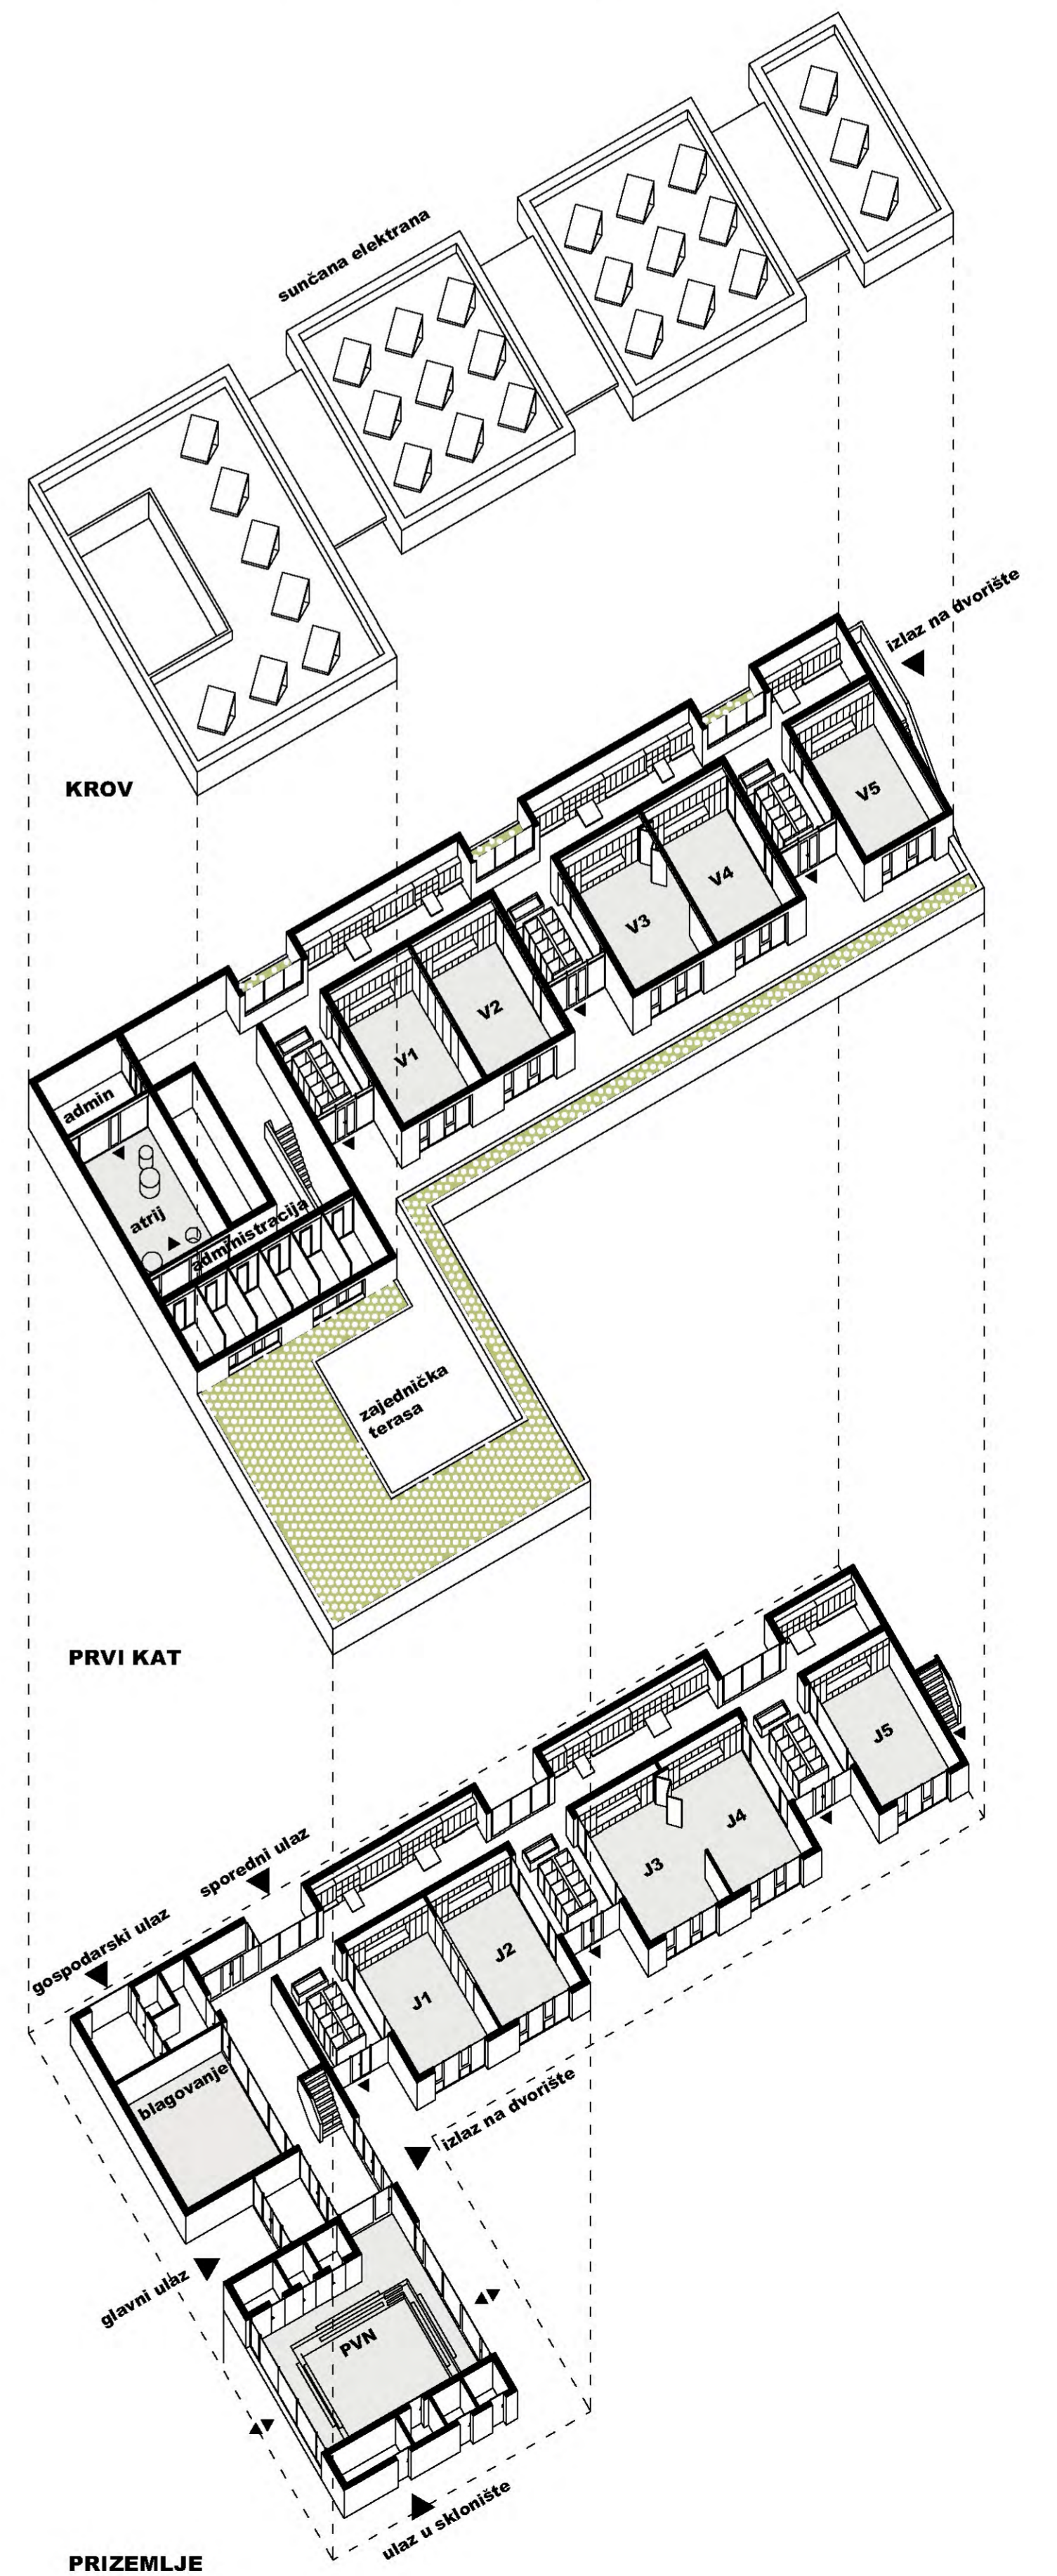 sunčana elektrana
KROV
izlaz na dvorište
V5
V4
V3
V2
V1
admin
atrij
administracija
zajednička
terasa
PRVI KAT
J5
J4
J3
sporedni ulaz
gospodarski ulaz
J2
J1
blagovanje
izlaz na dvorište
glavni ulaz
PVN
ulaz u sklonište
PRIZEMLJE